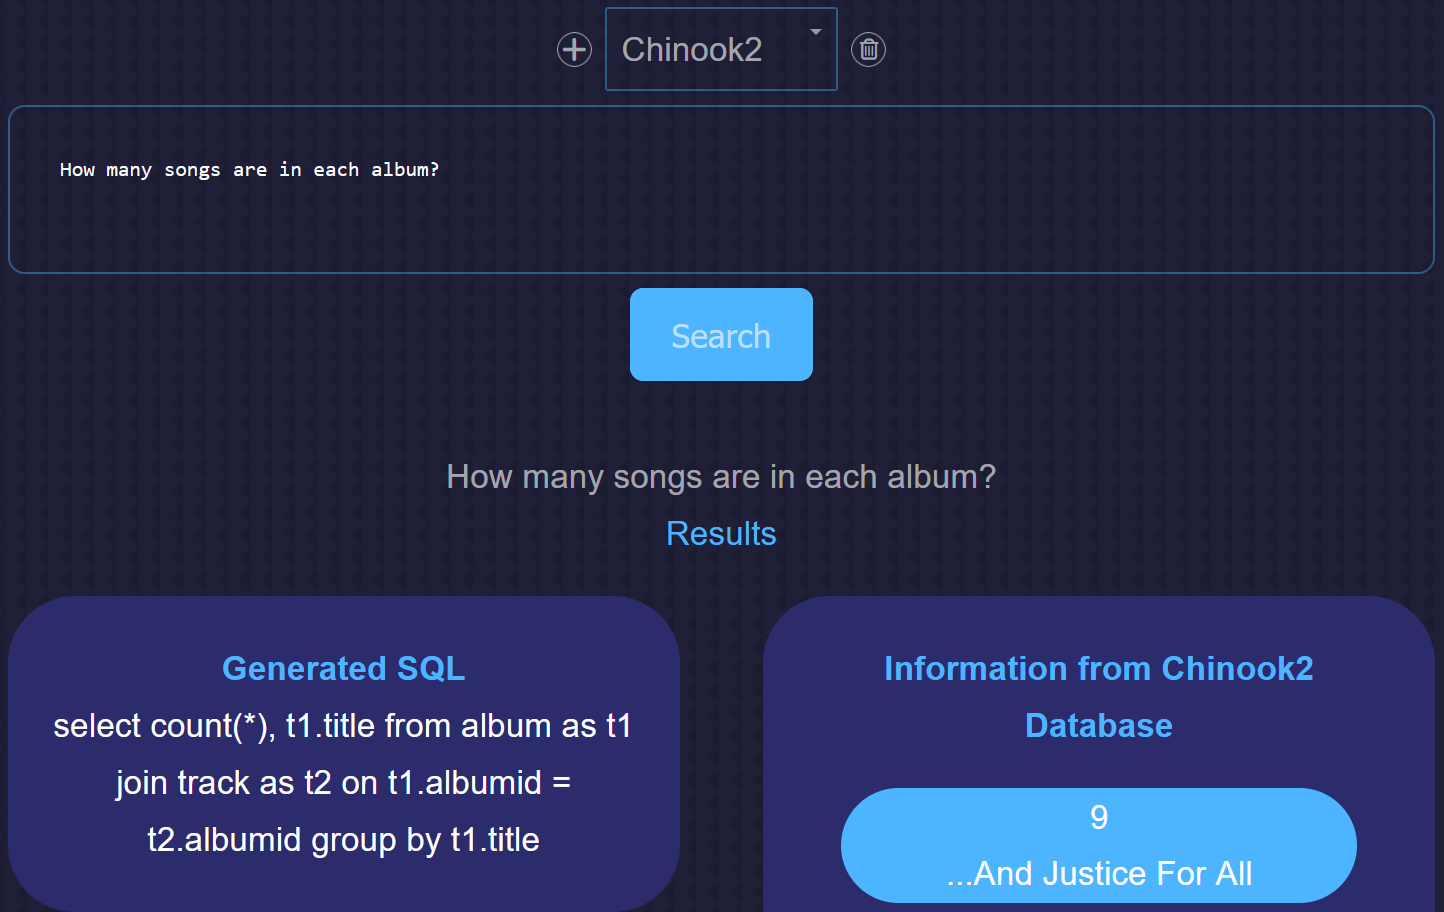 Chinook2
How many songs are in each album?
Search
How many songs are in each album?
Results
Generated SQL
select count(*), t1.title from album as t1
join track as t2 on t1.albumid =
t2.albumid group by t1.title
Information from Chinook2
Database
9
...And Justice For All